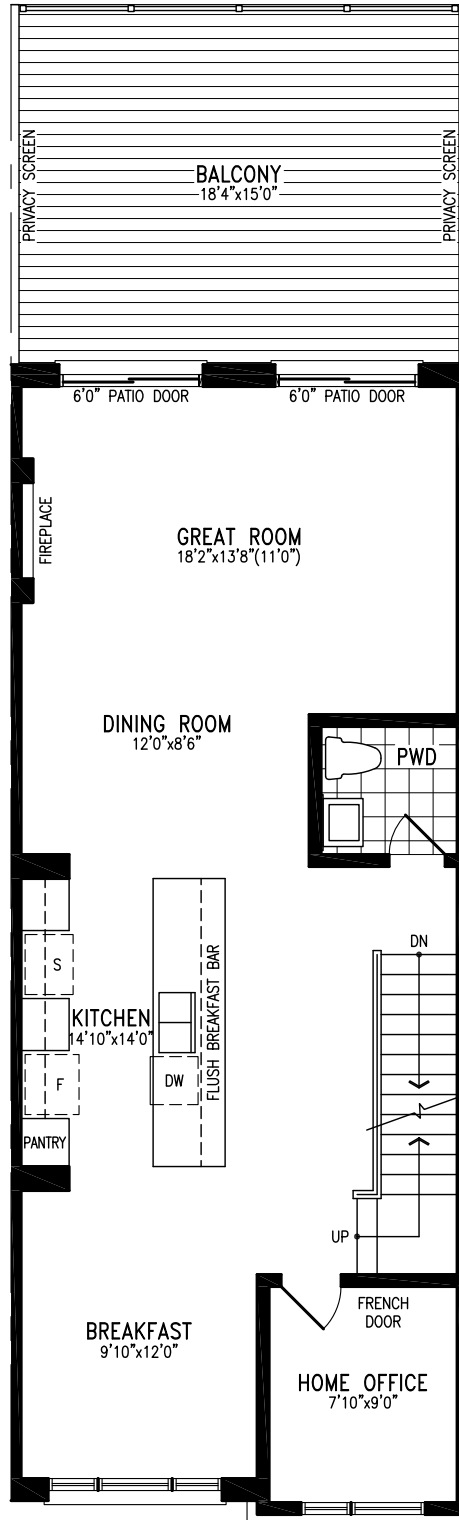 PRIVACY SCREEN
PRIVACY SCREEN
BALCONY
18'4"x15'0"
6'0" PATIO DOOR
6'0" PATIO DOOR
FIREPLACE
GREAT ROOM
18'2"x13'8"(11'0")
DINING ROOM
12'0"x8'6"
PWD
DN
S
FLUSH BREAKFAST BAR
KITCHEN
14'10"x14'0"
F
DW
PANTRY
UP
FRENCH
DOOR
BREAKFAST
9'10"x12'0"
HOME OFFICE
7'10"x9'0"